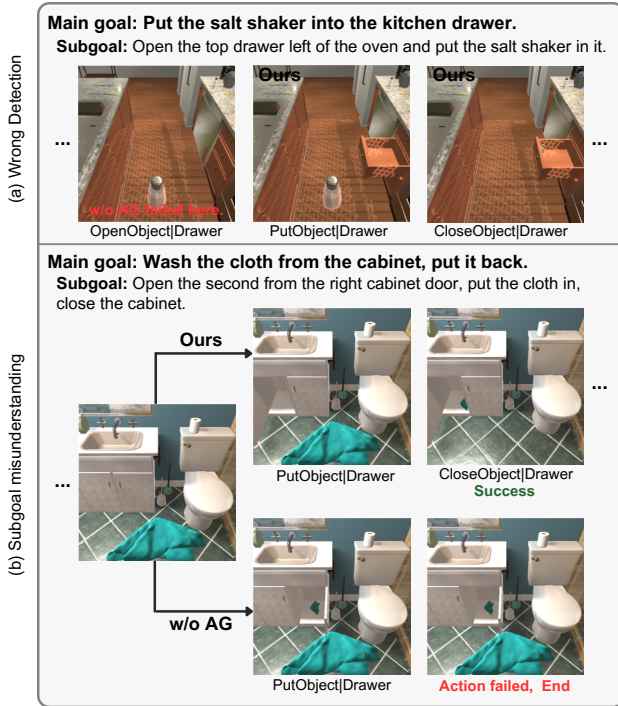 (a) Wrong Detection
Main goal: Put the salt shaker into the kitchen drawer.
Subgoal: Open the top drawer left of the oven and put the salt shaker in it.
...
Ours
Ours
...
w/o AG failed here.
OpenObject|Drawer
PutObject|Drawer
CloseObject|Drawer
(b) Subgoal misunderstanding
Main goal: Wash the cloth from the cabinet, put it back.
Subgoal: Open the second from the right cabinet door, put the cloth in,
close the cabinet.
Ours
...
PutObject|Drawer
CloseObject|Drawer
Success
...
w/o AG
PutObject|Drawer
Action failed, End